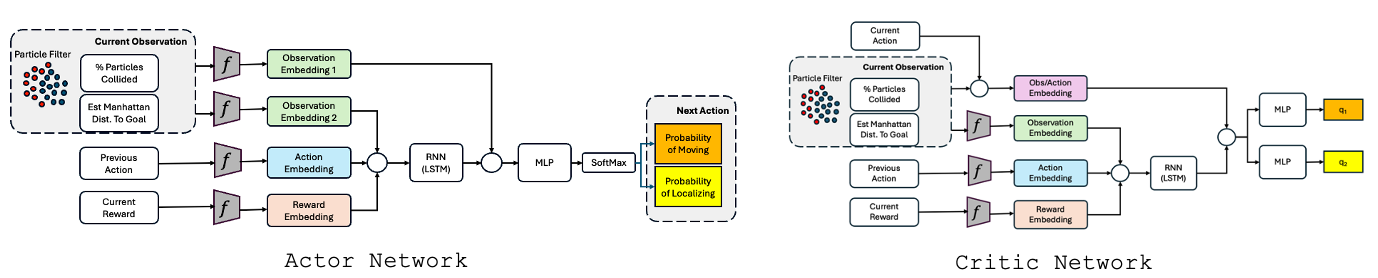 Current Observation
Particle Filter
% Particles
Collided
Est Manhattan
Dist. To Goal
Previous
Action
Current
Reward
f
f
f
f
Observation
Embedding 1
Observation
Embedding 2
Action
Embedding
Reward
Embedding
RNN
(LSTM)
MLP
SoftMax
Next Action
Probability
of Moving
Probability
of Localizing
Actor Network
Current
Action
Current Observation
Particle Filter
% Particles
Collided
Est Manhattan
Dist. To Goal
Previous
Action
Current
Reward
f
f
f
Obs/Action
Embedding
Observation
Embedding
Action
Embedding
Reward
Embedding
RNN
(LSTM)
MLP
MLP
q₁
q₂
Critic Network